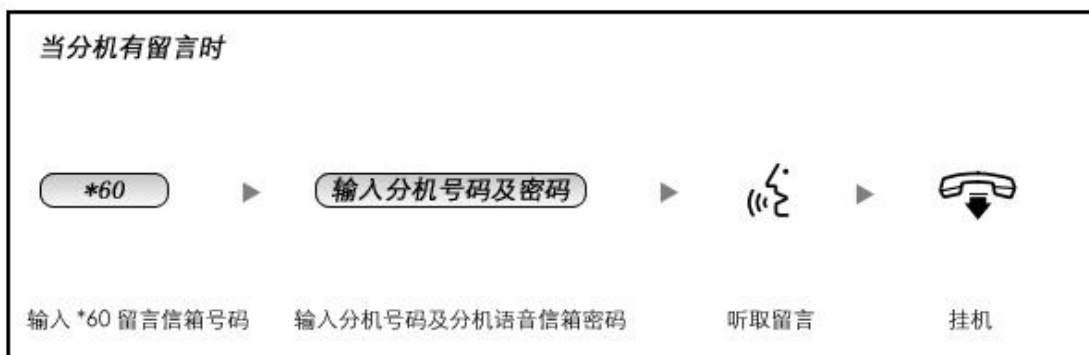 当分机有留言时
*60
输入分机号码及密码
输入 *60 留言信箱号码
输入分机号码及分机语音信箱密码
听取留言
挂机